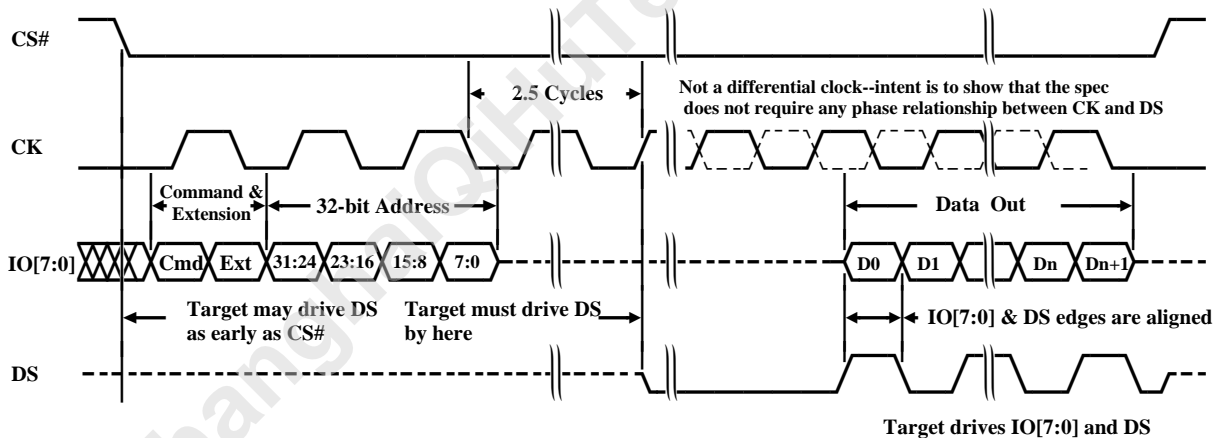 CS#
2.5 Cycles
Not a differential clock--intent is to show that the spec
does not require any phase relationship between CK and DS
CK
Command &
Extension
32-bit Address
Data Out
IO[7:0]
Cmd Ext 31:24 23:16 15:8 7:0 D0 D1 Dn Dn+1
Target may drive DS
as early as CS#
Target must drive DS
by here
IO[7:0] & DS edges are aligned
DS
Target drives IO[7:0] and DS